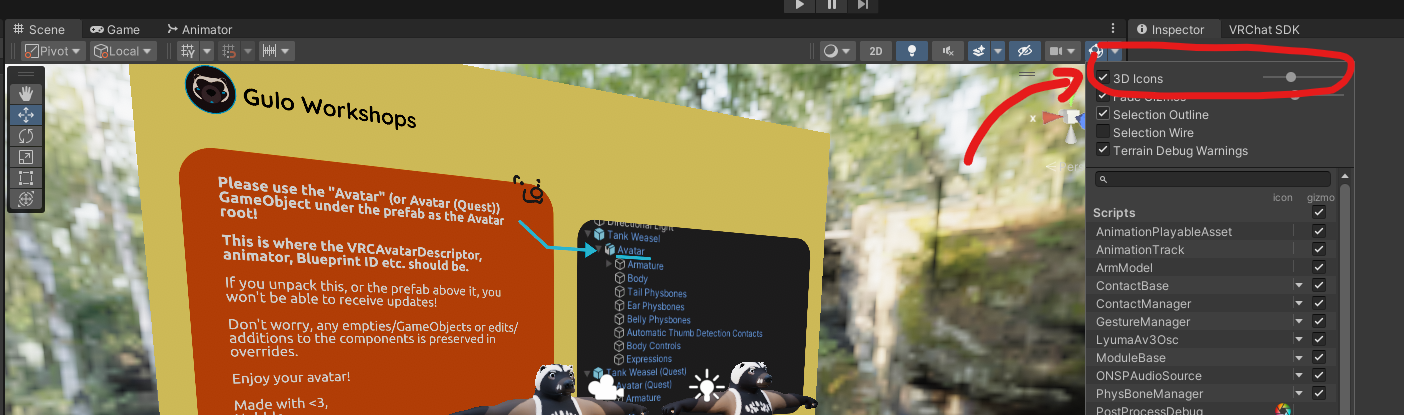 Scene
Game
Animator
Inspector
VRChat SDK
Pivot
Local
2D
3D Icons
Fade Gizmos
Selection Outline
Selection Wire
Terrain Debug Warnings
x
icon gizmo
Scripts
AnimationPlayableAsset
AnimationTrack
ArmModel
ContactBase
ContactManager
GestureManager
LyumaAv3Osc
ModuleBase
ONSPAudioSource
PhysBoneManager
PostProcessDebug
Gulo Workshops
Please use the "Avatar" (or Avatar (Quest))
GameObject under the prefab as the Avatar
root!
This is where the VRCAvatarDescriptor,
animator, Blueprint ID etc. should be.
If you unpack this, or the prefab above it, you
won't be able to receive updates!
Don't worry, any empties/GameObjects or edits/
additions to the components is preserved in
overrides.
Enjoy your avatar!
Made with <3,
Directional Light
Tank Weasel
Avatar
Armature
Body
Tail Physbones
Ear Physbones
Belly Physbones
Automatic Thumb Detection Contacts
Body Controls
Expressions
Tank Weasel (Quest)
Avatar (Quest)
Armature